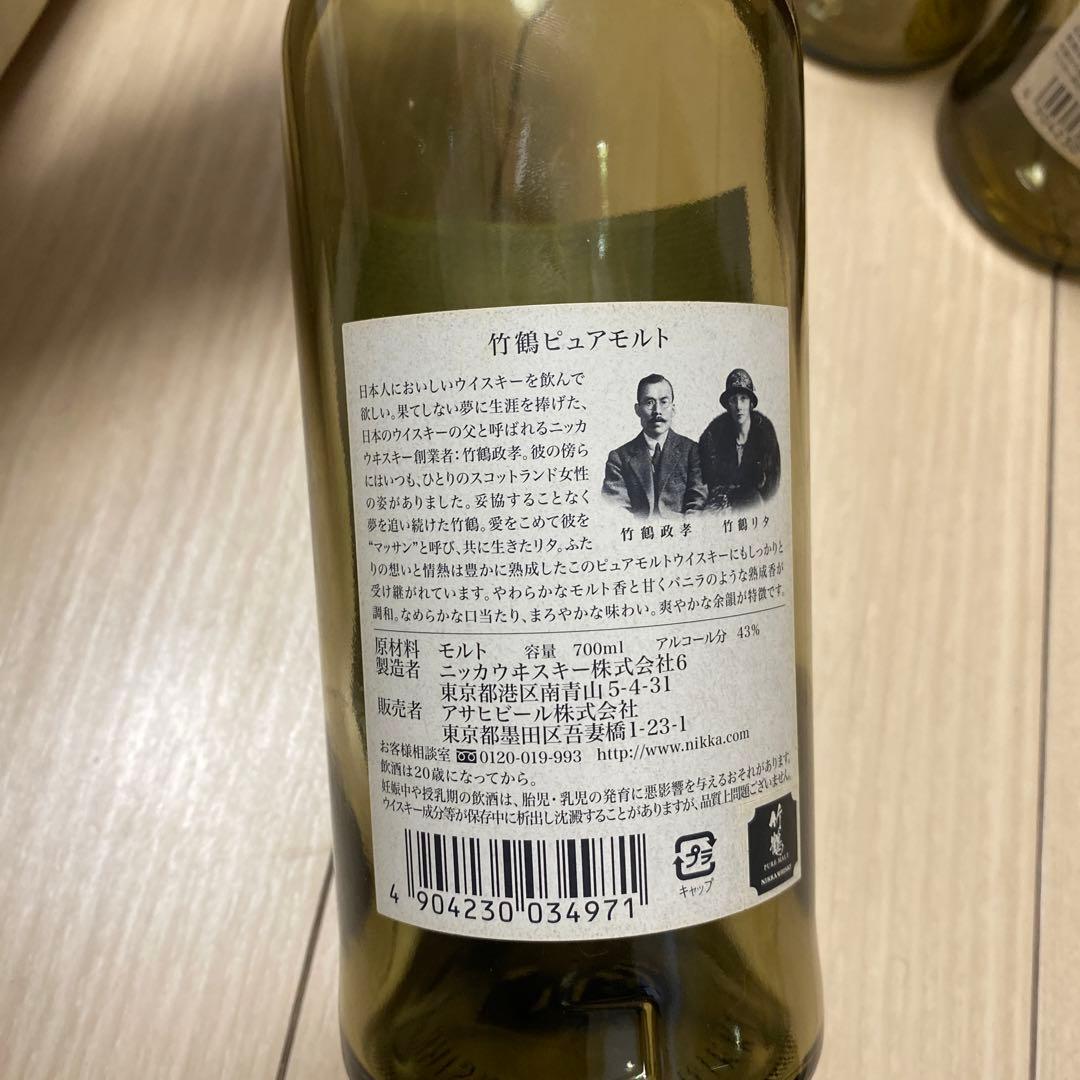 竹鶴ピュアモルト
日本人においしいウイスキーを飲んで
欲しい。果てしない夢に生涯を捧げた、
日本のウイスキーの父と呼ばれるニッカ
ウヰスキー創業者：竹鶴政孝。彼の傍ら
にはいつも、ひとりのスコットランド女性
の姿がありました。妥協することなく
夢を追い続けた竹鶴。愛をこめて彼を
“マッサン”と呼び、共に生きたリタ。ふた
りの想いと情熱は豊かに熟成したこのピュアモルトウイスキーにもしっかりと
受け継がれています。やわらかなモルト香と甘くバニラのような熟成香が
調和。なめらかな口当たり、まろやかな味わい。爽やかな余韻が特徴です。
竹鶴政孝 竹鶴リタ
原材料 モルト 容量 700ml アルコール分 43%
製造者 ニッカウヰスキー株式会社6
東京都港区南青山5-4-31
販売者 アサヒビール株式会社
東京都墨田区吾妻橋1-23-1
お客様相談室 0120-019-993 http://www.nikka.com
飲酒は20歳になってから。
妊娠中や授乳期の飲酒は、胎児・乳児の発育に悪影響を与えるおそれがあります。
ウイスキー成分等が保存中に析出し沈澱することがありますが、品質上問題ございません。
4 904230 034971
プラ
キャップ
竹鶴
PURE MALT
NIKKA WHISKY